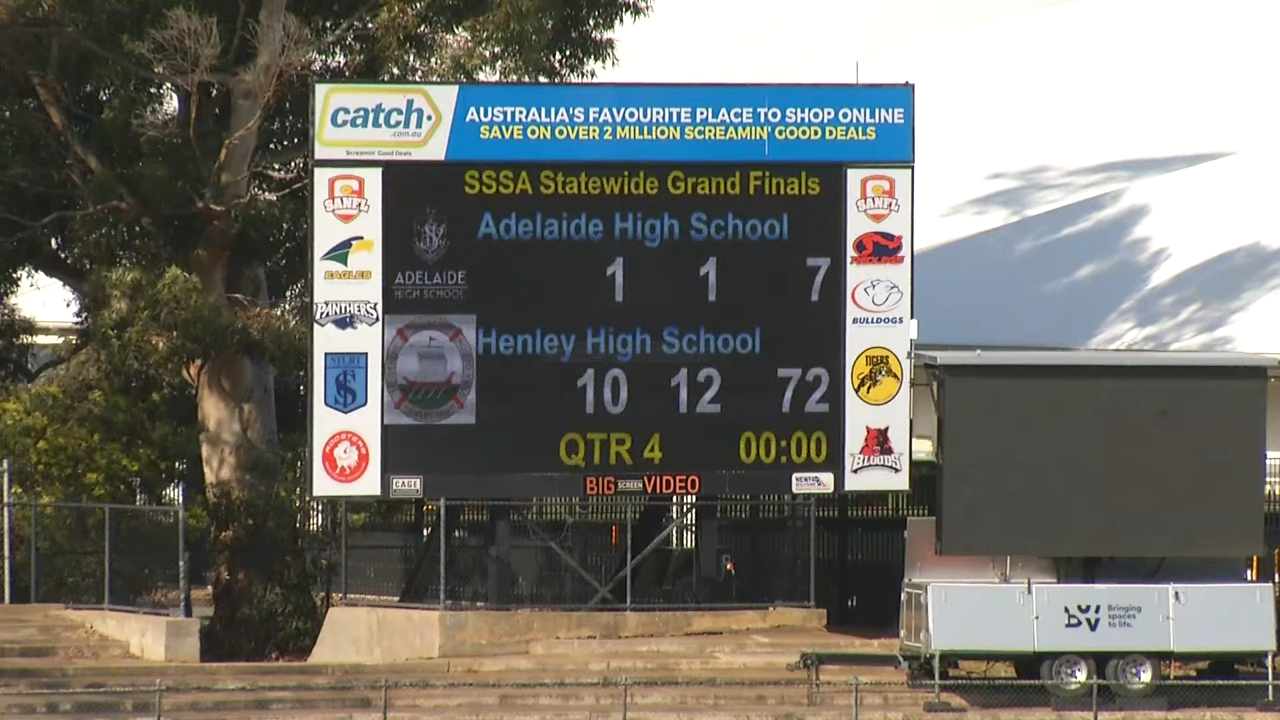 catch.com.au
Screamin' Good Deals
AUSTRALIA'S FAVOURITE PLACE TO SHOP ONLINE
SAVE ON OVER 2 MILLION SCREAMIN' GOOD DEALS
SSSA Statewide Grand Finals
Adelaide High School
ADELAIDE
HIGH SCHOOL
1 1 7
Henley High School
10 12 72
QTR 4 00:00
SANFL
EAGLES
PANTHERS
STURT
ROOSTERS
SANFL
REDLEGS
BULLDOGS
TIGERS
BLOODS
CAGE
BIG SCREEN VIDEO
Bringing
spaces
to life.